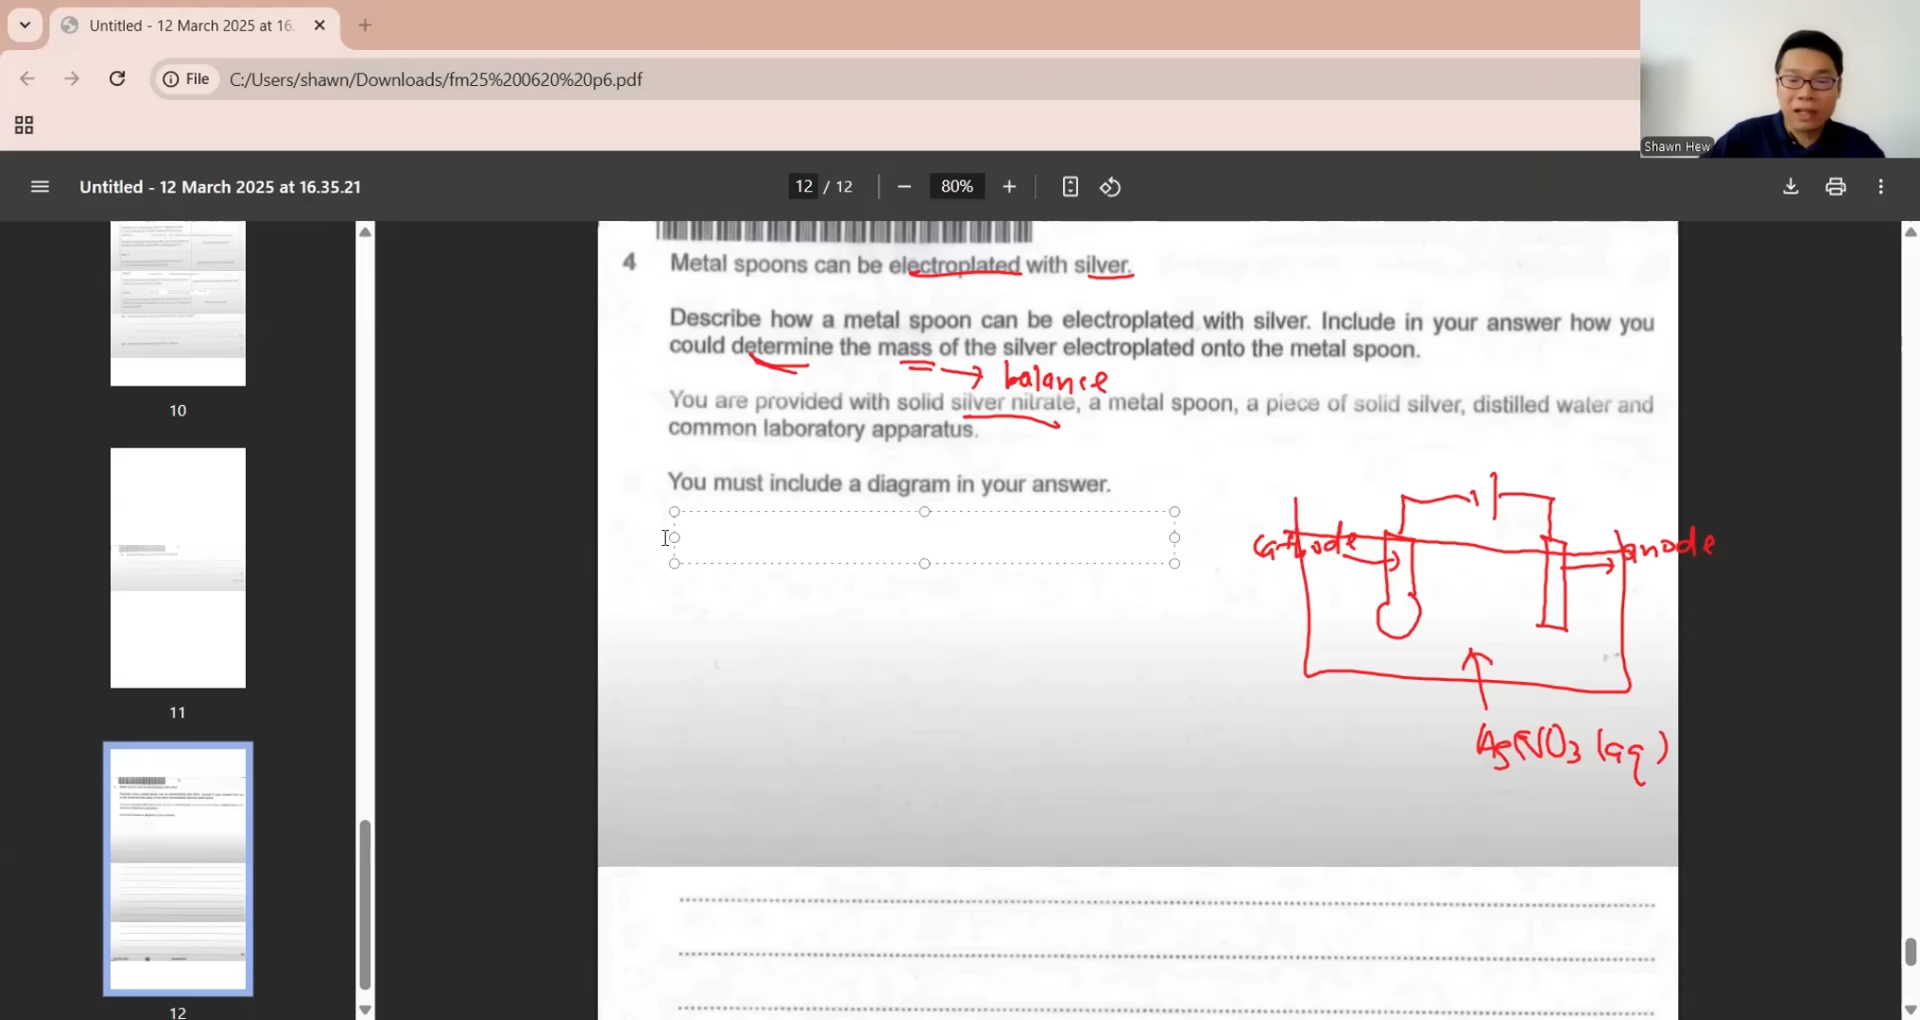 Untitled - 12 March 2025 at 16.
File
C:/Users/shawn/Downloads/fm25%200620%20p6.pdf
Shawn Hew
Untitled - 12 March 2025 at 16.35.21
12 / 12
80%
4 Metal spoons can be electroplated with silver.
Describe how a metal spoon can be electroplated with silver. Include in your answer how you
could determine the mass of the silver electroplated onto the metal spoon.
balance
You are provided with solid silver nitrate, a metal spoon, a piece of solid silver, distilled water and
common laboratory apparatus.
You must include a diagram in your answer.
cathode
anode
AgNO3 (aq)
10
11
12